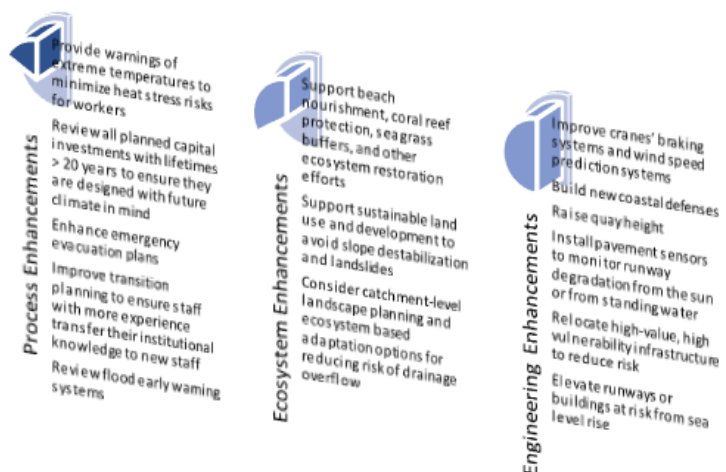 Process Enhancements
Provide warnings of
extreme temperatures to
minimize heat stress risks
for workers
Review all planned capital
investments with lifetimes
> 20 years to ensure they
are designed with future
climate in mind
Enhance emergency
evacuation plans
Improve transition
planning to ensure staff
with more experience
transfer their institutional
knowledge to new staff
Review flood early warning
systems
Ecosystem Enhancements
Support beach
nourishment, coral reef
protection, seagrass
buffers, and other
ecosystem restoration
efforts
Support sustainable land
use and development to
avoid slope destabilization
and landslides
Consider catchment-level
landscape planning and
ecosystem based
adaptation options for
reducing risk of drainage
overflow
Engineering Enhancements
Improve cranes' braking
systems and wind speed
prediction systems
Build new coastal defenses
Raise quay height
Install pavement sensors
to monitor runway
degradation from the sun
or from standing water
Relocate high-value, high
vulnerability infrastructure
to reduce risk
Elevate runways or
buildings at risk from sea
level rise